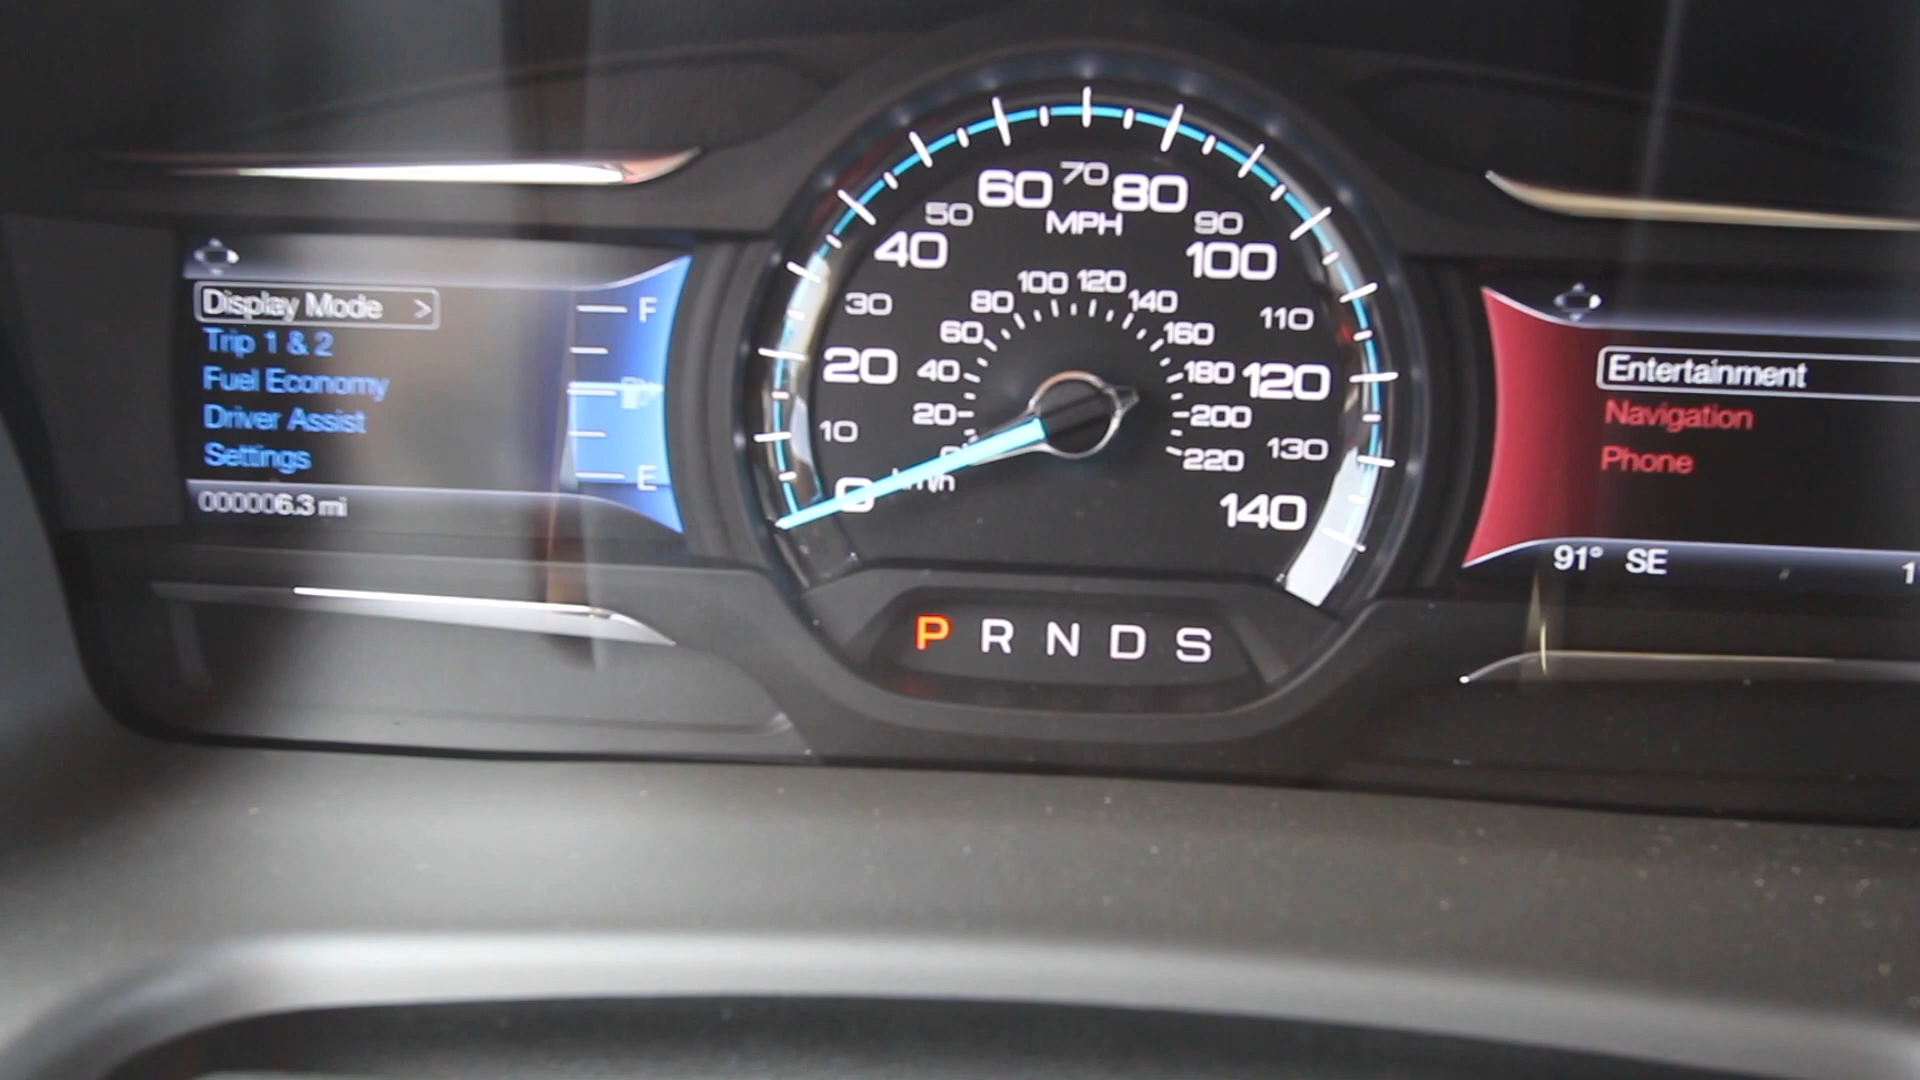 Display Mode >
Trip 1 & 2
Fuel Economy
Driver Assist
Settings
000006.3 mi
F
E
0
10
20
30
40
50
60
70
80
90
100
110
120
130
140
MPH
20
40
60
80
100
120
140
160
180
200
220
km/h
P R N D S
Entertainment
Navigation
Phone
91° SE